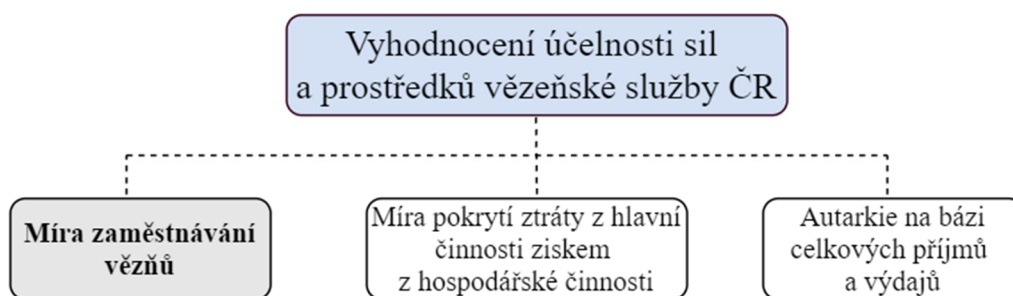 Vyhodnocení účelnosti sil
a prostředků vězeňské služby ČR
Míra zaměstnávání
vězňů
Míra pokrytí ztráty z hlavní
činnosti ziskem
z hospodářské činnosti
Autarkie na bázi
celkových příjmů
a výdajů